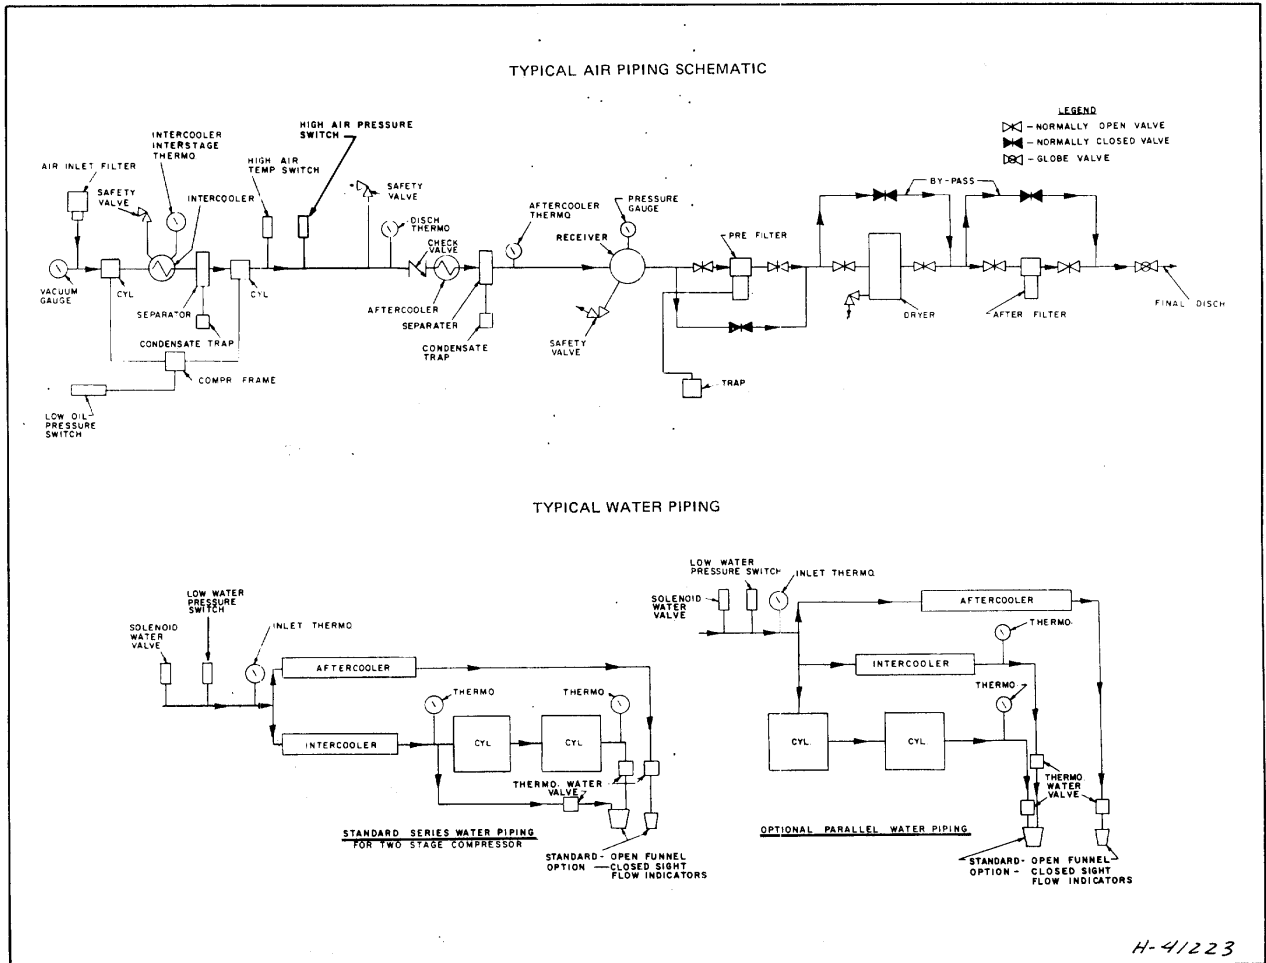 TYPICAL AIR PIPING SCHEMATIC
LEGEND
- NORMALLY OPEN VALVE
- NORMALLY CLOSED VALVE
- GLOBE VALVE
HIGH AIR PRESSURE
SWITCH
INTERCOOLER
INTERSTAGE
THERMO
AIR INLET FILTER
HIGH AIR
TEMP SWITCH
SAFETY
VALVE
INTERCOOLER
SAFETY
VALVE
DISCH
THERMO
CHECK
VALVE
AFTERCOOLER
THERMO.
PRESSURE
GAUGE
RECEIVER
PRE FILTER
BY-PASS
VACUUM
GAUGE
CYL
SEPARATOR
CYL
CONDENSATE TRAP
COMPR FRAME
LOW OIL
PRESSURE
SWITCH
AFTERCOOLER
SEPARATER
CONDENSATE
TRAP
SAFETY
VALVE
TRAP
DRYER
AFTER FILTER
FINAL DISCH
TYPICAL WATER PIPING
LOW WATER
PRESSURE
SWITCH
SOLENOID
WATER
VALVE
INLET THERMO.
AFTERCOOLER
THERMO
THERMO.
INTERCOOLER
CYL
CYL
THERMO. WATER
VALVE
STANDARD SERIES WATER PIPING
FOR TWO STAGE COMPRESSOR
STANDARD - OPEN FUNNEL
OPTION — CLOSED SIGHT
FLOW INDICATORS
LOW WATER
PRESSURE SWITCH
INLET THERMO.
SOLENOID
WATER
VALVE
AFTERCOOLER
THERMO.
INTERCOOLER
THERMO.
CYL.
CYL.
THERMO.
WATER
VALVE
OPTIONAL PARALLEL WATER PIPING
STANDARD - OPEN FUNNEL
OPTION - CLOSED SIGHT
FLOW INDICATORS
H-41223